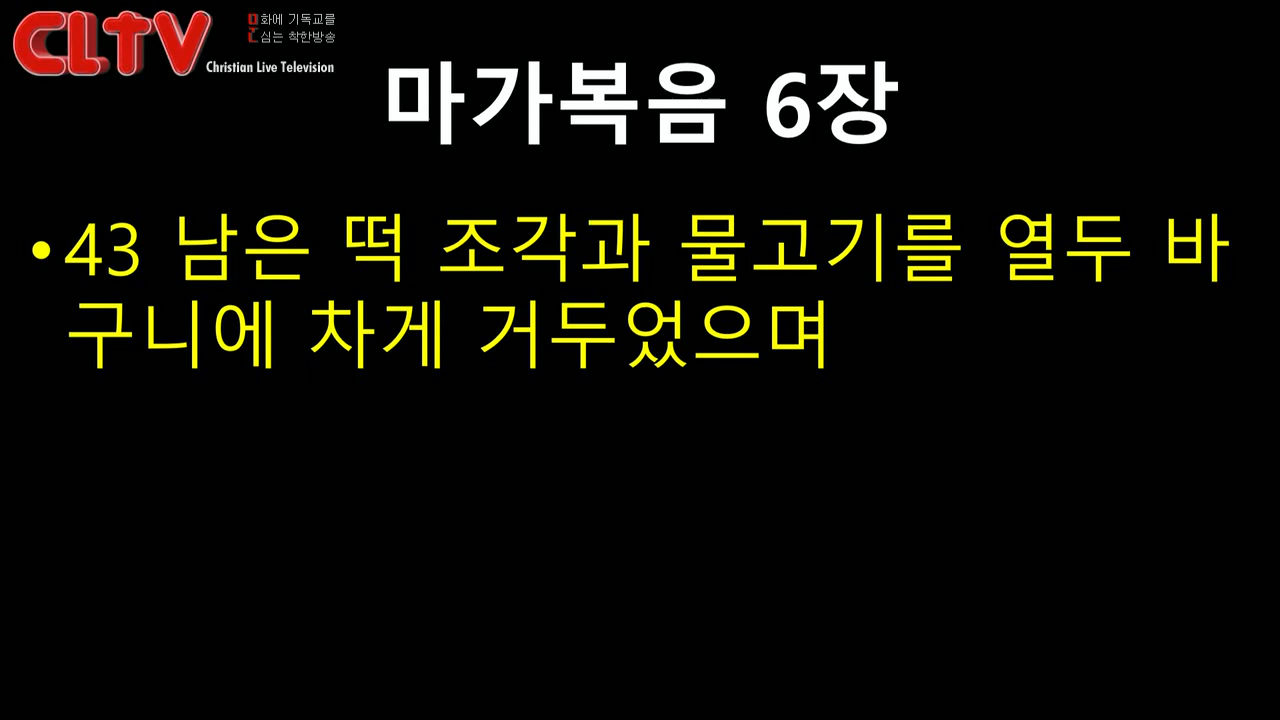 CLTV
문화에 기독교를
심는 착한방송
Christian Live Television
마가복음 6장
•43 남은 떡 조각과 물고기를 열두 바
구니에 차게 거두었으며